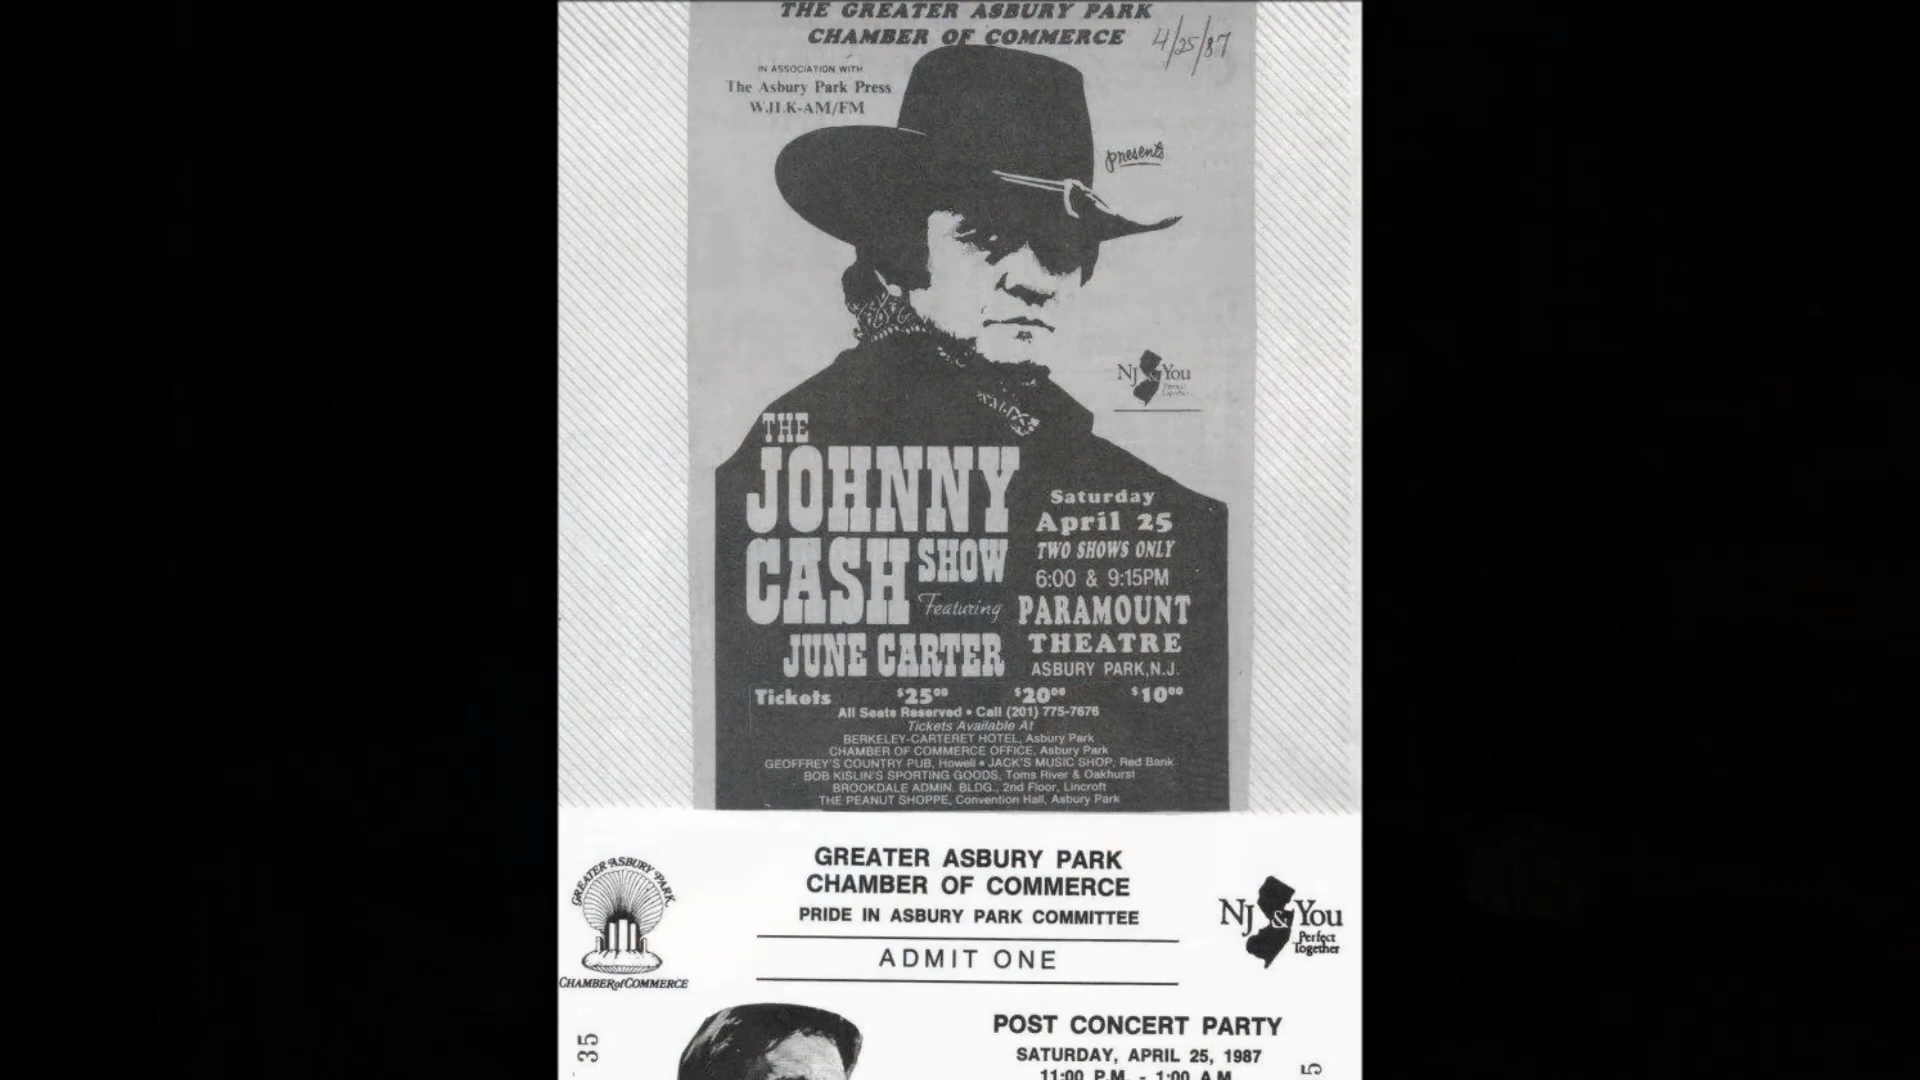 THE GREATER ASBURY PARK
CHAMBER OF COMMERCE
4/25/87
IN ASSOCIATION WITH
The Asbury Park Press
WJLK-AM/FM
presents
NJ & You
THE
JOHNNY
CASH SHOW
Featuring
JUNE CARTER
Saturday
April 25
TWO SHOWS ONLY
6:00 & 9:15PM
PARAMOUNT
THEATRE
ASBURY PARK, N.J.
Tickets $25.00 $20.00 $10.00
All Seats Reserved • Call (201) 775-7676
Tickets Available At
BERKELEY-CARTERET HOTEL, Asbury Park
CHAMBER OF COMMERCE OFFICE, Asbury Park
GEOFFREY'S COUNTRY PUB, Howell • JACK'S MUSIC SHOP, Red Bank
BOB KISLIN'S SPORTING GOODS, Toms River & Oakhurst
BROOKDALE ADMIN. BLDG., 2nd Floor, Lincroft
THE PEANUT SHOPPE, Convention Hall, Asbury Park
GREATER ASBURY PARK
CHAMBER of COMMERCE
GREATER ASBURY PARK
CHAMBER OF COMMERCE
PRIDE IN ASBURY PARK COMMITTEE
ADMIT ONE
NJ & You
Perfect
Together
35
POST CONCERT PARTY
SATURDAY, APRIL 25, 1987
11:00 P.M. - 1:00 A.M.